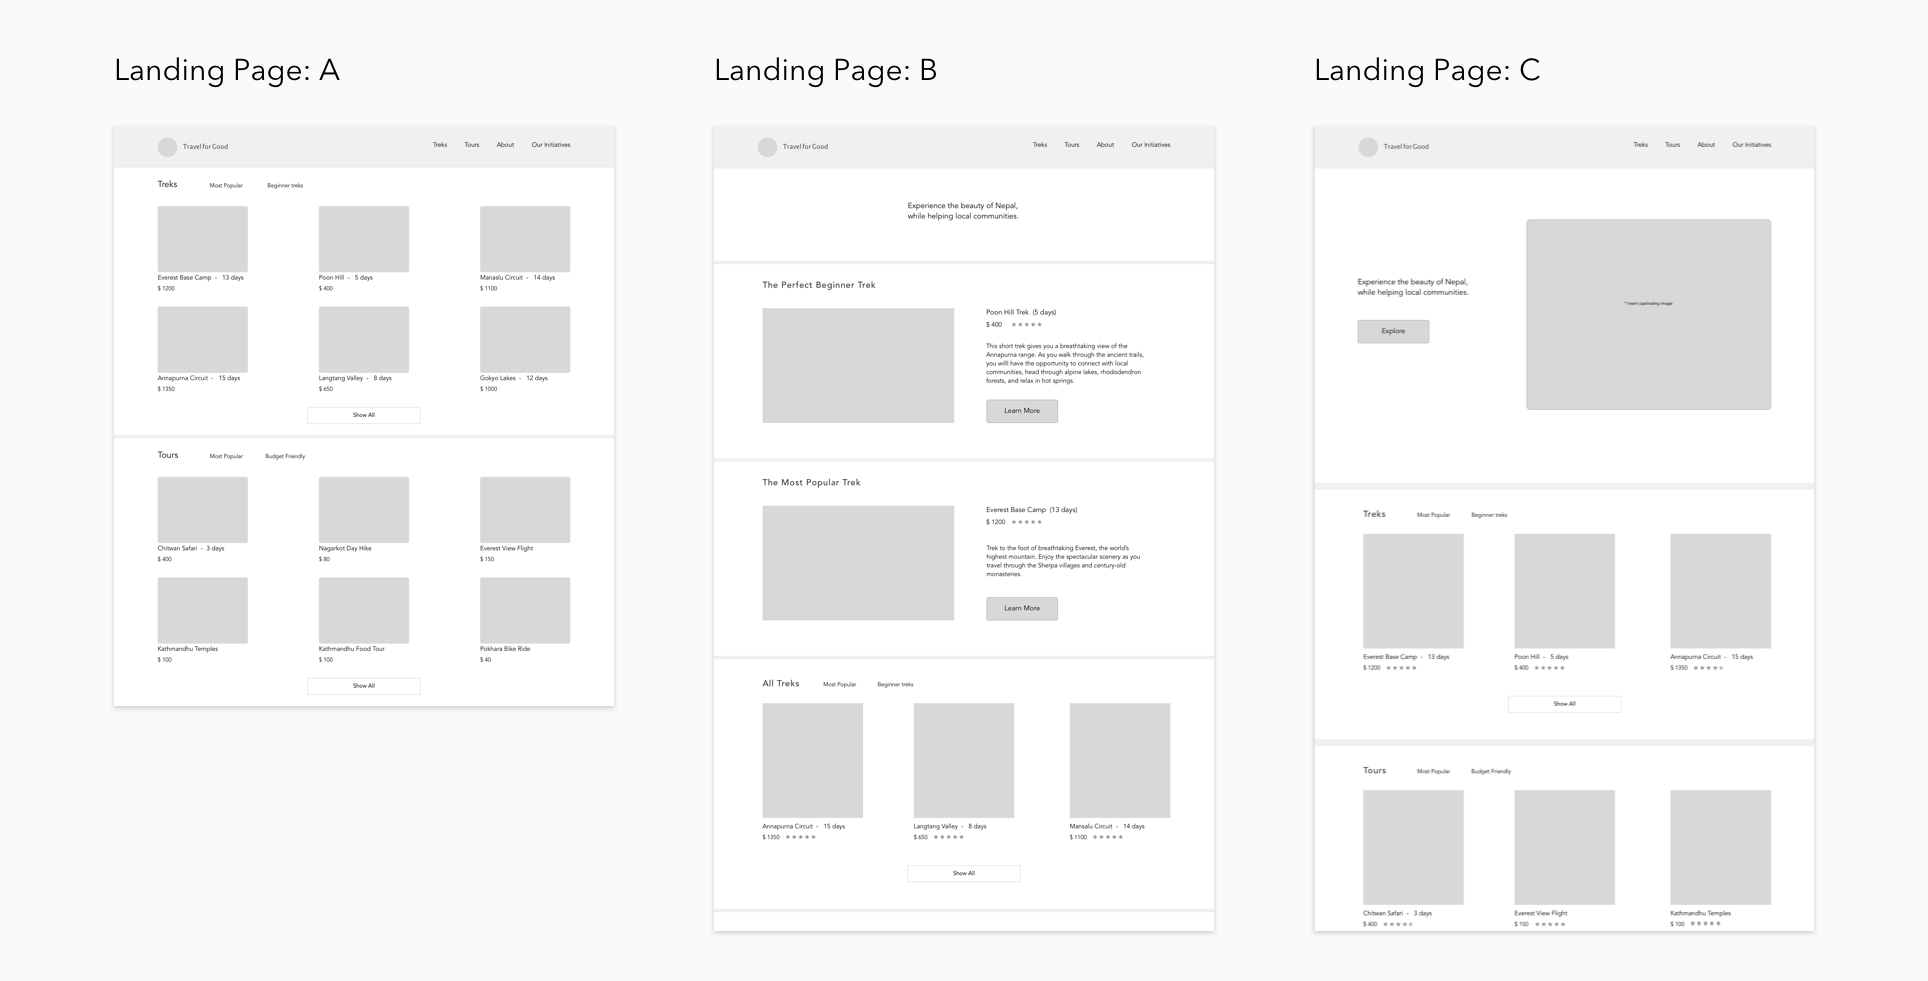 Landing Page: A
Travel for Good
Treks Tours About Our Initiatives
Treks Most Popular Beginner treks
Everest Base Camp - 13 days
$ 1200
Poon Hill - 5 days
$ 400
Manaslu Circuit - 14 days
$ 1100
Annapurna Circuit - 15 days
$ 1350
Langtang Valley - 8 days
$ 650
Gokyo Lakes - 12 days
$ 1000
Show All
Tours Most Popular Budget Friendly
Chitwan Safari - 3 days
$ 400
Nagarkot Day Hike
$ 80
Everest View Flight
$ 150
Kathmandhu Temples
$ 100
Kathmandhu Food Tour
$ 100
Pokhara Bike Ride
$ 40
Show All
Landing Page: B
Travel for Good
Treks Tours About Our Initiatives
Experience the beauty of Nepal,
while helping local communities.
The Perfect Beginner Trek
Poon Hill Trek (5 days)
$ 400 ★★★★★
This short trek gives you a breathtaking view of the
Annapurna range. As you walk through the ancient trails,
you will have the opportunity to connect with local
communities, head through alpine lakes, rhododendron
forests, and relax in hot springs.
Learn More
The Most Popular Trek
Everest Base Camp (13 days)
$ 1200 ★★★★★
Trek to the foot of breathtaking Everest, the world's
highest mountain. Enjoy the spectacular scenery as you
travel through the Sherpa villages and century-old
monasteries.
Learn More
All Treks Most Popular Beginner treks
Annapurna Circuit - 15 days
$ 1350 ★★★★★
Langtang Valley - 8 days
$ 650 ★★★★★
Mansalu Circuit - 14 days
$ 1100 ★★★★★
Show All
Landing Page: C
Travel for Good
Treks Tours About Our Initiatives
Experience the beauty of Nepal,
while helping local communities.
Explore
* insert captivating image
Treks Most Popular Beginner treks
Everest Base Camp - 13 days
$ 1200 ★★★★★
Poon Hill - 5 days
$ 400 ★★★★★
Annapurna Circuit - 15 days
$ 1350 ★★★★★
Show All
Tours Most Popular Budget Friendly
Chitwan Safari - 3 days
$ 400 ★★★★★
Everest View Flight
$ 150 ★★★★★
Kathmandhu Temples
$ 100 ★★★★★